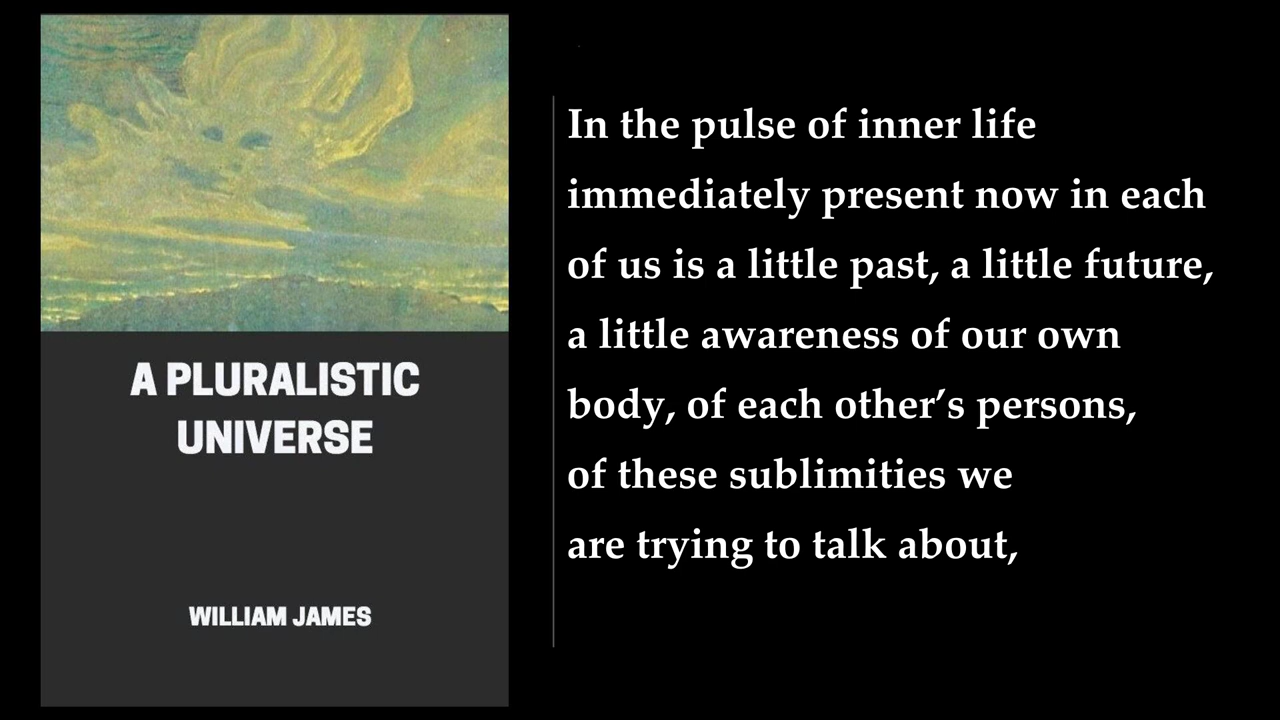 A PLURALISTIC
UNIVERSE
WILLIAM JAMES
In the pulse of inner life
immediately present now in each
of us is a little past, a little future,
a little awareness of our own
body, of each other’s persons,
of these sublimities we
are trying to talk about,